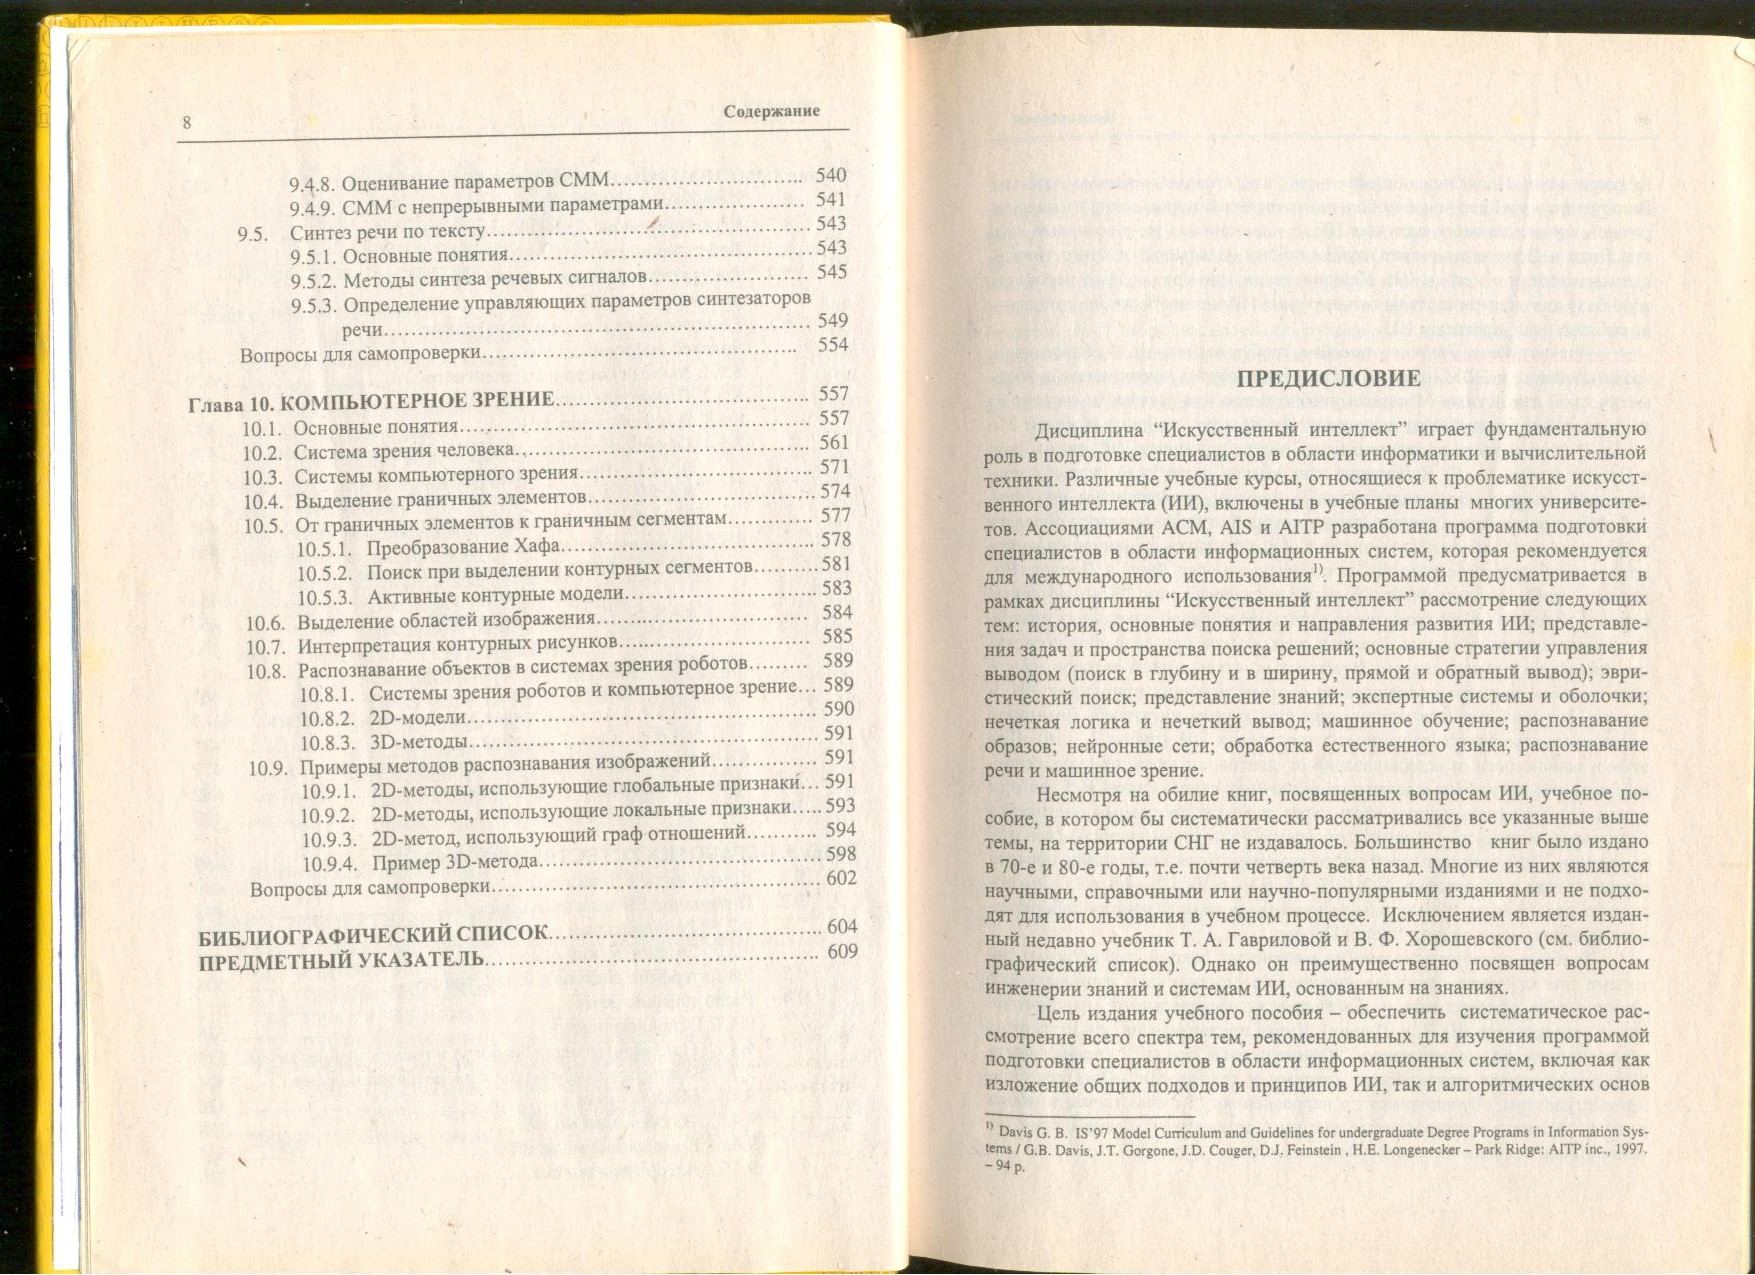 8
Содержание
9.4.8. Оценивание параметров СММ........................... 540
9.4.9. СММ с непрерывными параметрами.................... 541
9.5. Синтез речи по тексту............................................... 543
9.5.1. Основные понятия............................................543
9.5.2. Методы синтеза речевых сигналов...................... 545
9.5.3. Определение управляющих параметров синтезаторов
речи.............................................................. 549
Вопросы для самопроверки............................................. 554
Глава 10. КОМПЬЮТЕРНОЕ ЗРЕНИЕ.................................... 557
10.1. Основные понятия................................................... 557
10.2. Система зрения человека.......................................... 561
10.3. Системы компьютерного зрения................................. 571
10.4. Выделение граничных элементов................................ 574
10.5. От граничных элементов к граничным сегментам............ 577
10.5.1. Преобразование Хафа..................................... 578
10.5.2. Поиск при выделении контурных сегментов.........581
10.5.3. Активные контурные модели........................... 583
10.6. Выделение областей изображения.............................. 584
10.7. Интерпретация контурных рисунков........................... 585
10.8. Распознавание объектов в системах зрения роботов......... 589
10.8.1. Системы зрения роботов и компьютерное зрение... 589
10.8.2. 2D-модели.................................................. 590
10.8.3. 3D-методы.................................................. 591
10.9. Примеры методов распознавания изображений............... 591
10.9.1. 2D-методы, использующие глобальные признаки... 591
10.9.2. 2D-методы, использующие локальные признаки.....593
10.9.3. 2D-метод, использующий граф отношений.......... 594
10.9.4. Пример 3D-метода........................................ 598
Вопросы для самопроверки............................................... 602
БИБЛИОГРАФИЧЕСКИЙ СПИСОК....................................... 604
ПРЕДМЕТНЫЙ УКАЗАТЕЛЬ................................................ 609
ПРЕДИСЛОВИЕ
Дисциплина “Искусственный интеллект” играет фундаментальную
роль в подготовке специалистов в области информатики и вычислительной
техники. Различные учебные курсы, относящиеся к проблематике искусст-
венного интеллекта (ИИ), включены в учебные планы многих университе-
тов. Ассоциациями ACM, AIS и AITP разработана программа подготовки
специалистов в области информационных систем, которая рекомендуется
для международного использования1). Программой предусматривается в
рамках дисциплины “Искусственный интеллект” рассмотрение следующих
тем: история, основные понятия и направления развития ИИ; представле-
ния задач и пространства поиска решений; основные стратегии управления
выводом (поиск в глубину и в ширину, прямой и обратный вывод); эври-
стический поиск; представление знаний; экспертные системы и оболочки;
нечеткая логика и нечеткий вывод; машинное обучение; распознавание
образов; нейронные сети; обработка естественного языка; распознавание
речи и машинное зрение.
Несмотря на обилие книг, посвященных вопросам ИИ, учебное по-
собие, в котором бы систематически рассматривались все указанные выше
темы, на территории СНГ не издавалось. Большинство книг было издано
в 70-е и 80-е годы, т.е. почти четверть века назад. Многие из них являются
научными, справочными или научно-популярными изданиями и не подхо-
дят для использования в учебном процессе. Исключением является издан-
ный недавно учебник Т. А. Гавриловой и В. Ф. Хорошевского (см. библио-
графический список). Однако он преимущественно посвящен вопросам
инженерии знаний и системам ИИ, основанным на знаниях.
Цель издания учебного пособия – обеспечить систематическое рас-
смотрение всего спектра тем, рекомендованных для изучения программой
подготовки специалистов в области информационных систем, включая как
изложение общих подходов и принципов ИИ, так и алгоритмических основ
1) Davis G. B. IS’97 Model Curriculum and Guidelines for undergraduate Degree Programs in Information Sys-
tems / G.B. Davis, J.T. Gorgone, J.D. Couger, D.J. Feinstein , H.E. Longenecker – Park Ridge: AITP inc., 1997.
– 94 p.